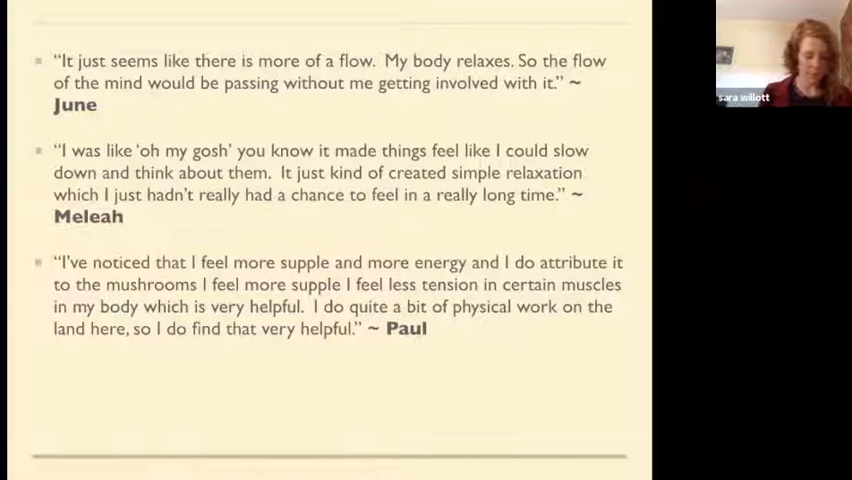 “It just seems like there is more of a flow. My body relaxes. So the flow
of the mind would be passing without me getting involved with it.” ~
June
“I was like ‘oh my gosh’ you know it made things feel like I could slow
down and think about them. It just kind of created simple relaxation
which I just hadn’t really had a chance to feel in a really long time.” ~
Meleah
“I’ve noticed that I feel more supple and more energy and I do attribute it
to the mushrooms I feel more supple I feel less tension in certain muscles
in my body which is very helpful. I do quite a bit of physical work on the
land here, so I do find that very helpful.” ~ Paul
sara willott